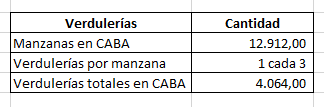 Verdulerías Cantidad
Manzanas en CABA 12.912,00
Verdulerías por manzana 1 cada 3
Verdulerías totales en CABA 4.064,00